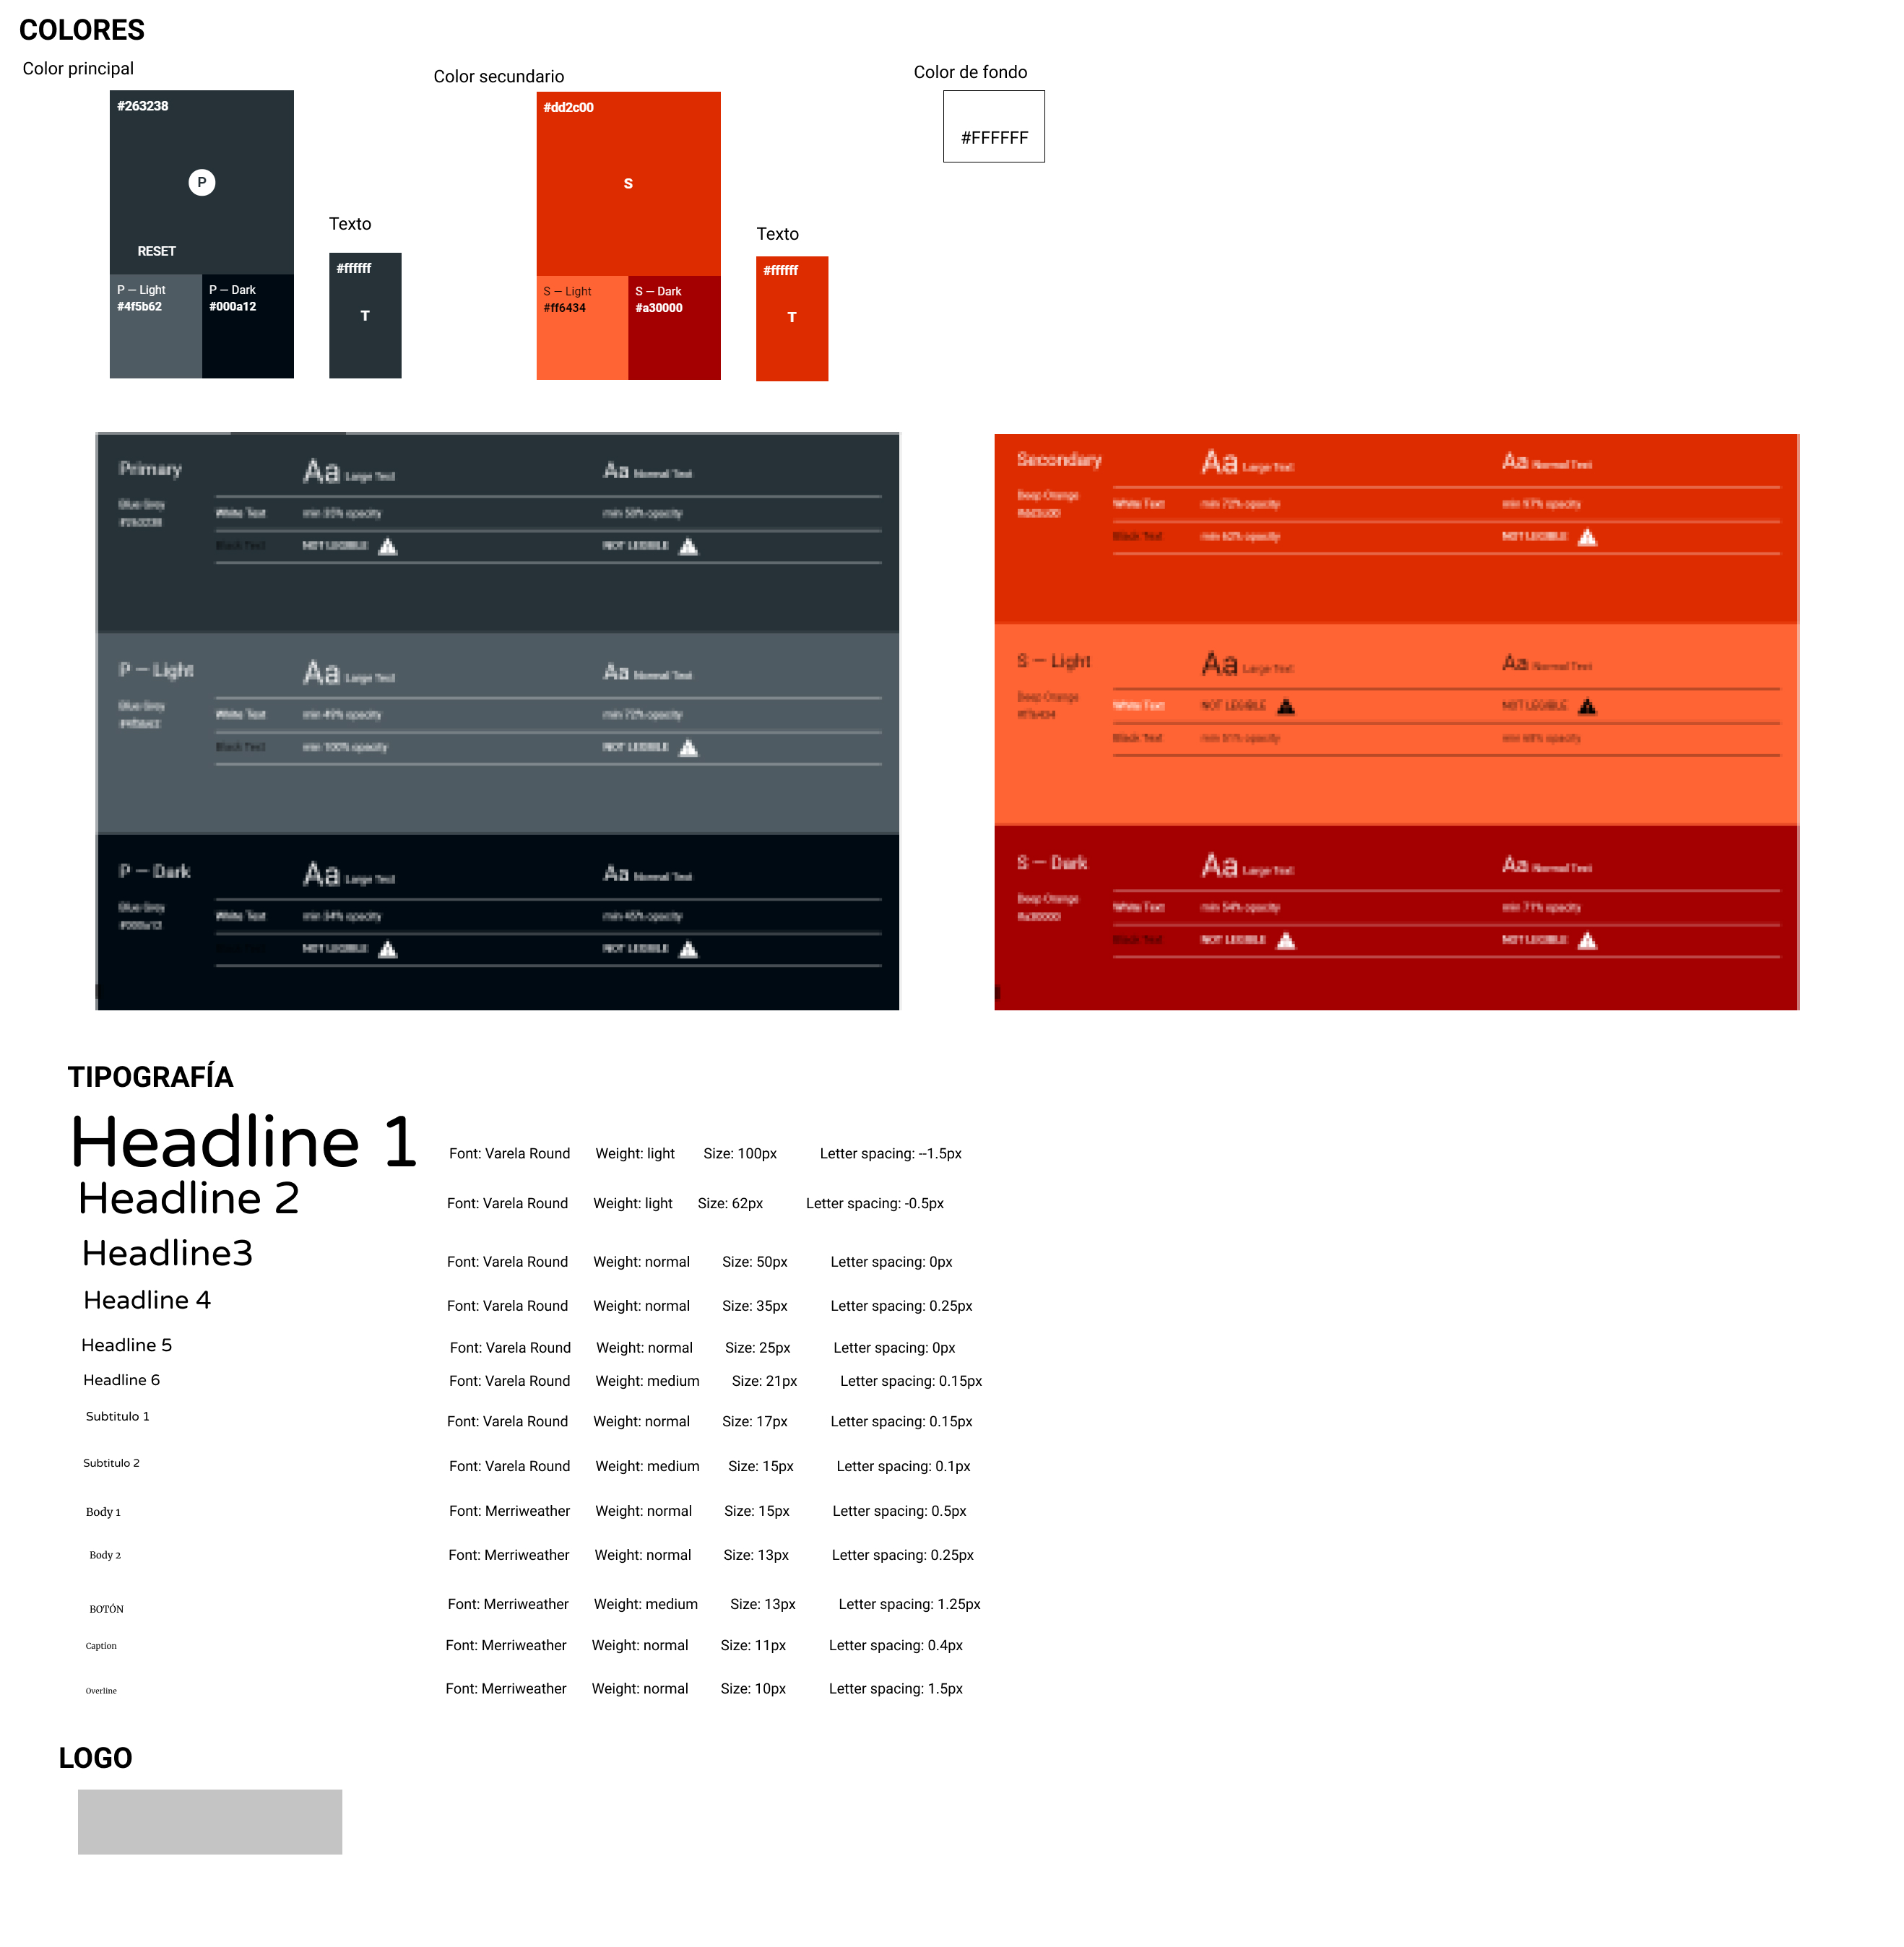 COLORES
Color principal
Color secundario
Color de fondo
#263238
P
RESET
P — Light
#4f5b62
P — Dark
#000a12
Texto
#ffffff
T
#dd2c00
S
S — Light
#ff6434
S — Dark
#a30000
Texto
#ffffff
T
#FFFFFF
Primary Aa Large Text Aa Normal Text
Blue Grey
#263238
White Text min 35% opacity min 50% opacity
Black Text NOT LEGIBLE NOT LEGIBLE
P — Light Aa Large Text Aa Normal Text
Blue Grey
#4f5b62
White Text min 49% opacity min 72% opacity
Black Text min 100% opacity NOT LEGIBLE
P — Dark Aa Large Text Aa Normal Text
Blue Grey
#000a12
White Text min 34% opacity min 45% opacity
NOT LEGIBLE NOT LEGIBLE
Secondary Aa Large Text Aa Normal Text
Deep Orange
#dd2c00
White Text min 72% opacity min 97% opacity
Black Text min 62% opacity NOT LEGIBLE
S — Light Aa Large Text Aa Normal Text
Deep Orange
#ff6434
White Text NOT LEGIBLE NOT LEGIBLE
Black Text min 51% opacity min 68% opacity
S — Dark Aa Large Text Aa Normal Text
Deep Orange
#a30000
White Text min 54% opacity min 71% opacity
Black Text NOT LEGIBLE NOT LEGIBLE
TIPOGRAFÍA
Headline 1 Font: Varela Round Weight: light Size: 100px Letter spacing: --1.5px
Headline 2 Font: Varela Round Weight: light Size: 62px Letter spacing: -0.5px
Headline3 Font: Varela Round Weight: normal Size: 50px Letter spacing: 0px
Headline 4 Font: Varela Round Weight: normal Size: 35px Letter spacing: 0.25px
Headline 5 Font: Varela Round Weight: normal Size: 25px Letter spacing: 0px
Headline 6 Font: Varela Round Weight: medium Size: 21px Letter spacing: 0.15px
Subtitulo 1 Font: Varela Round Weight: normal Size: 17px Letter spacing: 0.15px
Subtitulo 2 Font: Varela Round Weight: medium Size: 15px Letter spacing: 0.1px
Body 1 Font: Merriweather Weight: normal Size: 15px Letter spacing: 0.5px
Body 2 Font: Merriweather Weight: normal Size: 13px Letter spacing: 0.25px
BOTÓN Font: Merriweather Weight: medium Size: 13px Letter spacing: 1.25px
Caption Font: Merriweather Weight: normal Size: 11px Letter spacing: 0.4px
Overline Font: Merriweather Weight: normal Size: 10px Letter spacing: 1.5px
LOGO